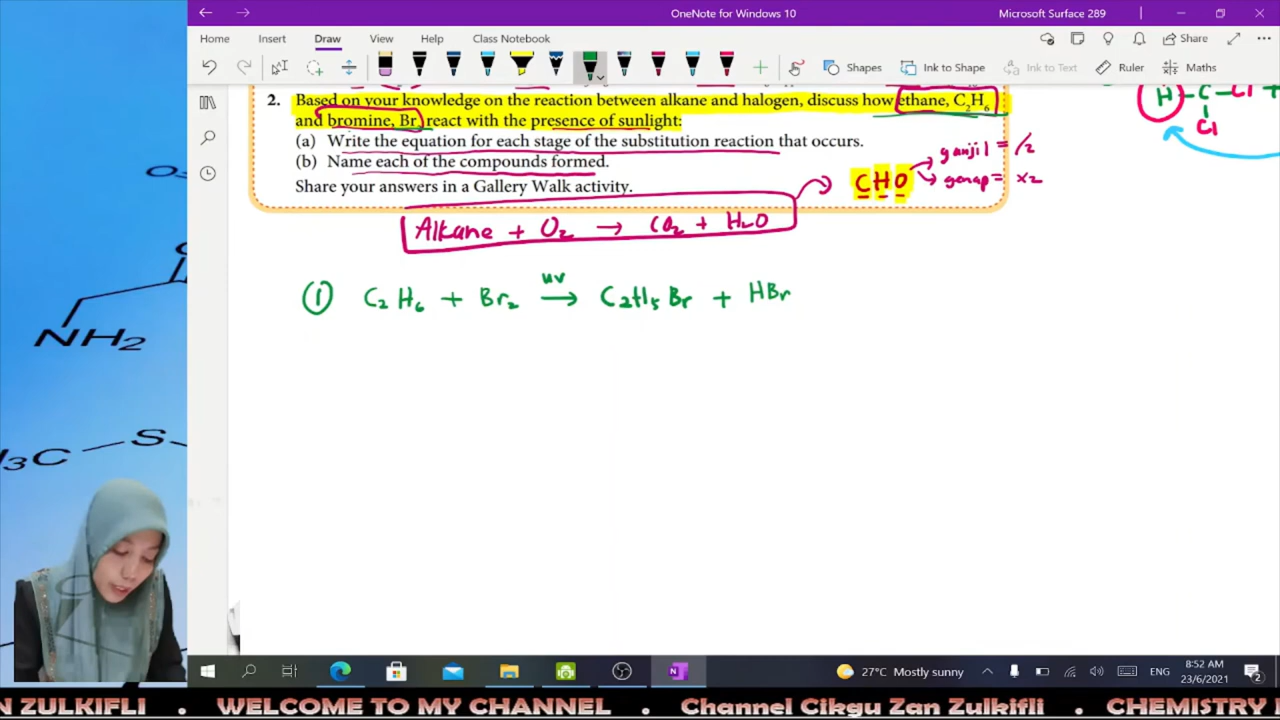 OneNote for Windows 10
Microsoft Surface 289
Home Insert Draw View Help Class Notebook
Share
Shapes Ink to Shape Ink to Text Ruler Maths
2. Based on your knowledge on the reaction between alkane and halogen, discuss how ethane, C2H6
and bromine, Br2 react with the presence of sunlight:
(a) Write the equation for each stage of the substitution reaction that occurs.
(b) Name each of the compounds formed.
Share your answers in a Gallery Walk activity.
CHO
ganjil = /2
genap = x2
H - C - Cl +
Cl
Alkane + O2 → CO2 + H2O
① C2H6 + Br2 uv → C2H5Br + HBr
NH2
S
3C
27°C Mostly sunny
ENG
8:52 AM
23/6/2021
2
N ZULKIFLI . WELCOME TO MY CHANNEL . Channel Cikgu Zan Zulkifli . CHEMISTRY